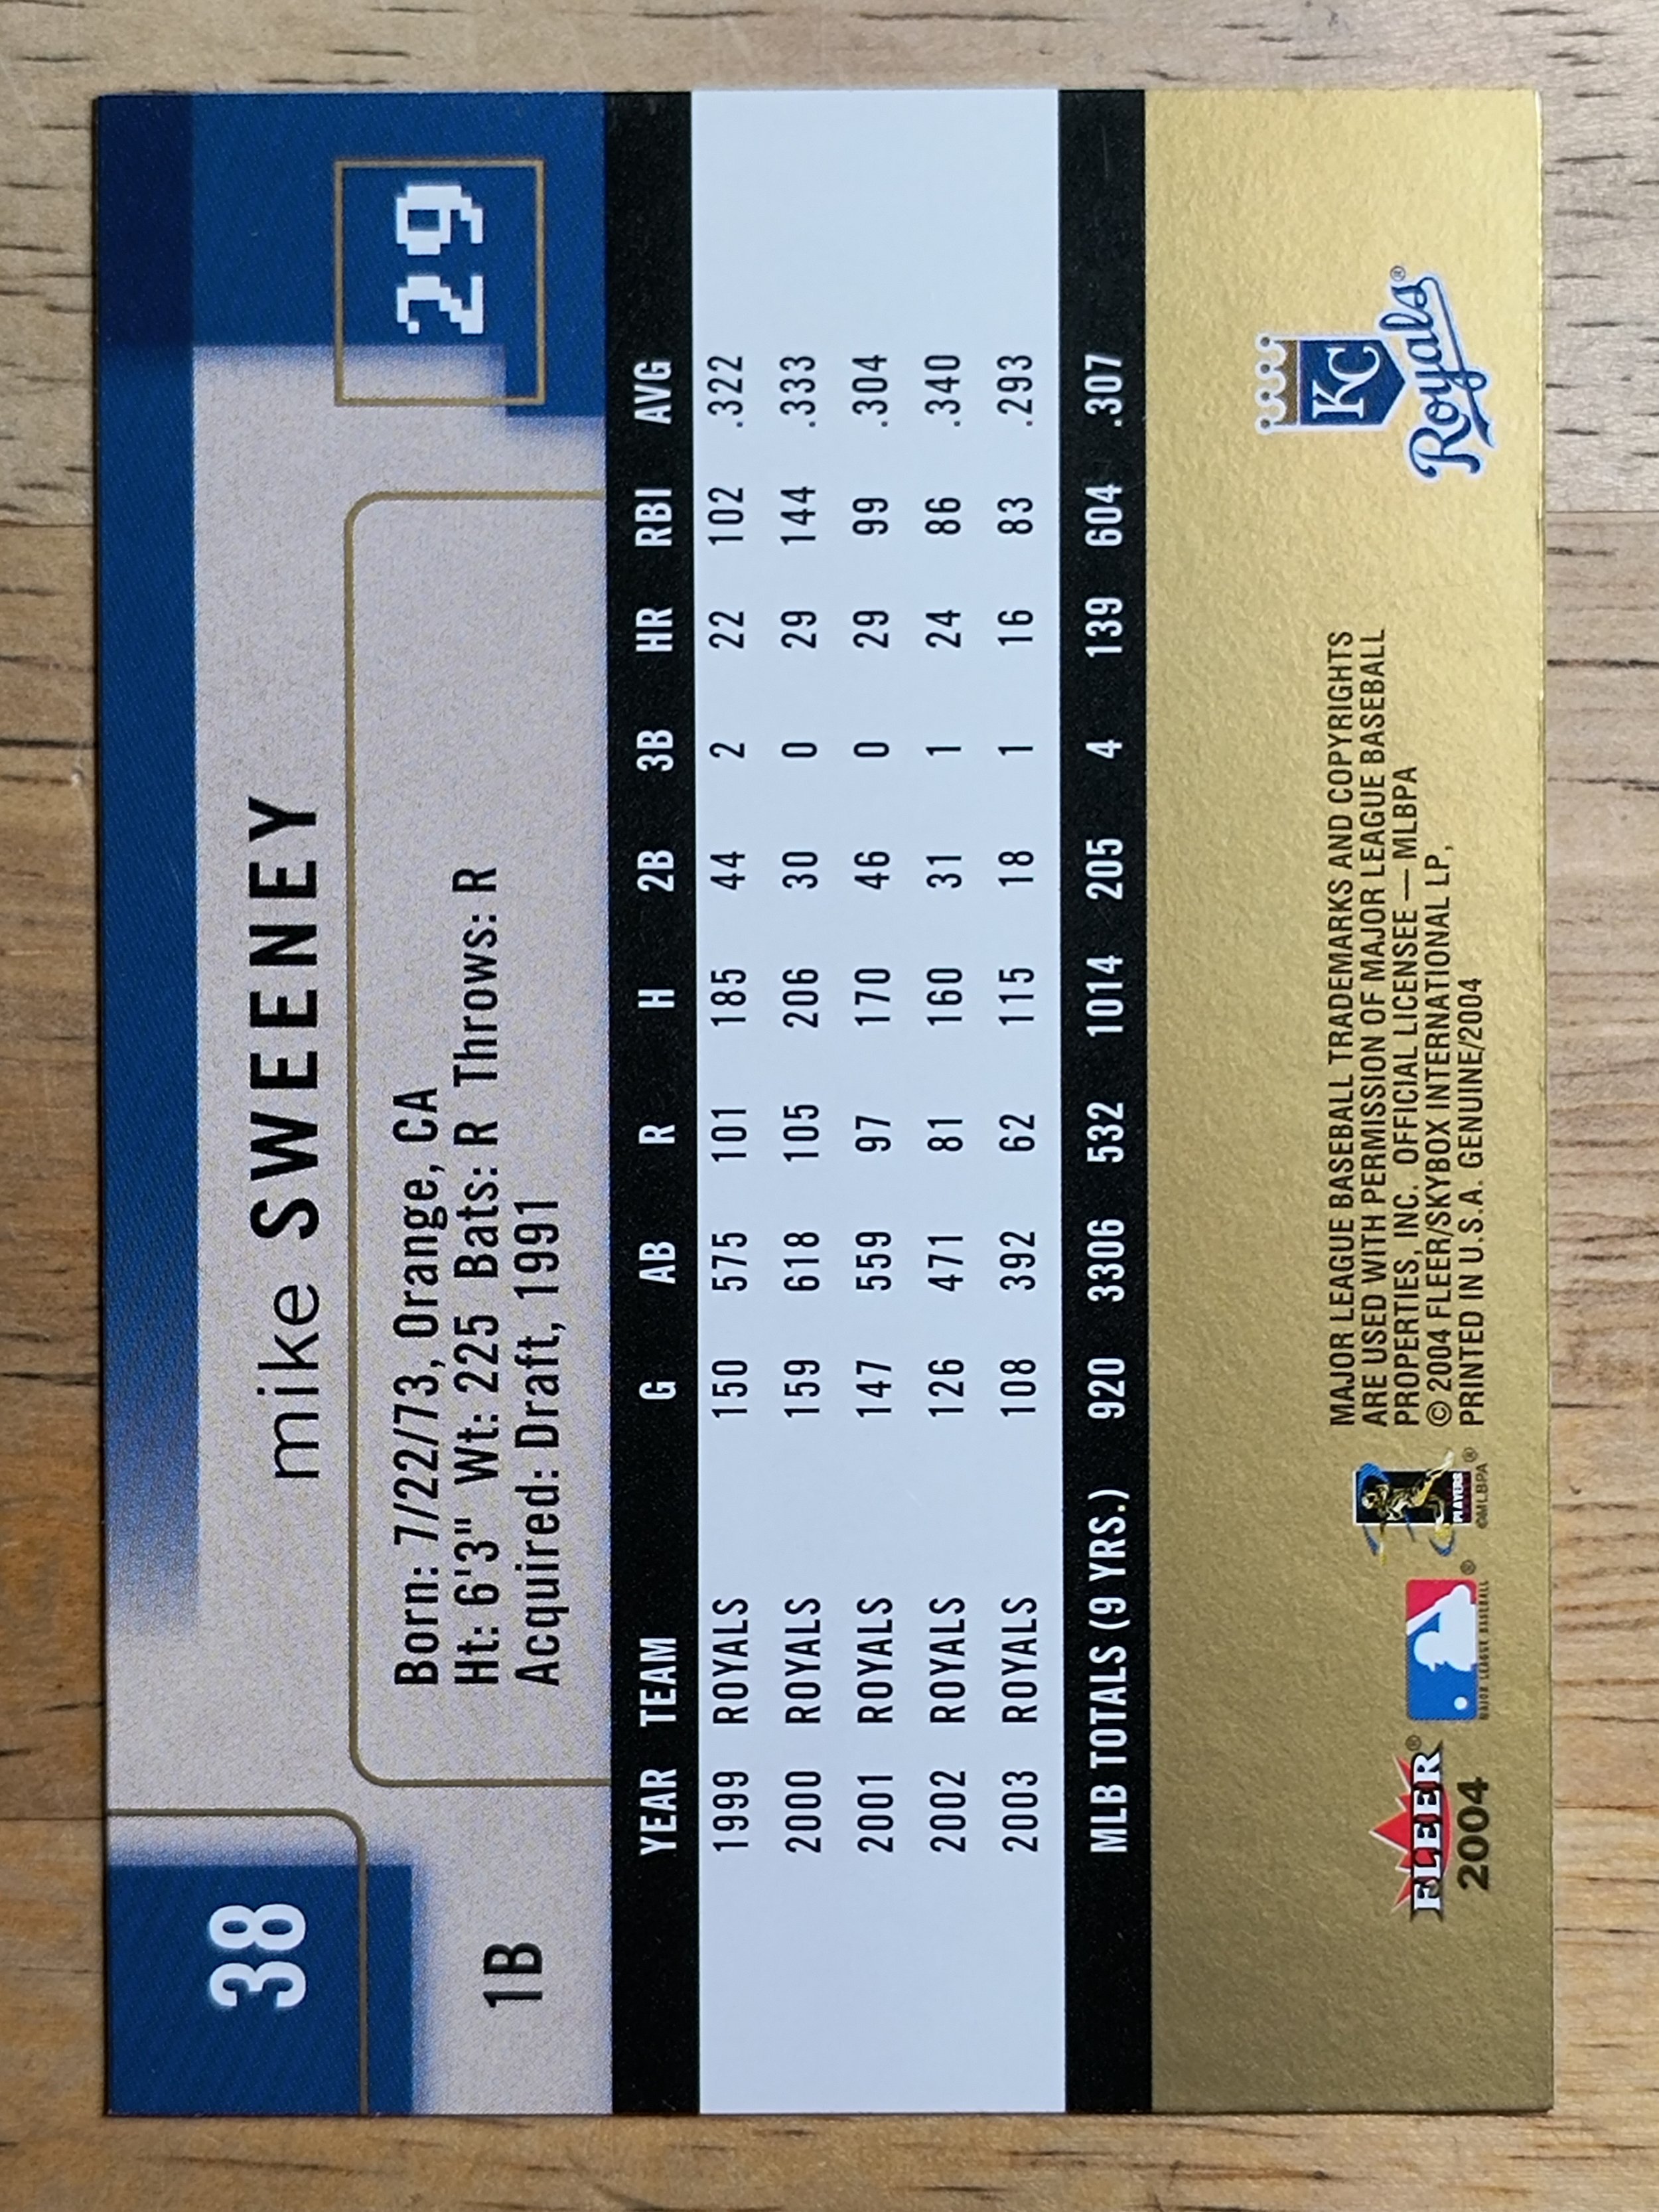 38
mike SWEENEY
29
1B
Born: 7/22/73, Orange, CA
Ht: 6'3" Wt: 225 Bats: R Throws: R
Acquired: Draft, 1991
YEAR TEAM G AB R H 2B 3B HR RBI AVG
1999 ROYALS 150 575 101 185 44 2 22 102 .322
2000 ROYALS 159 618 105 206 30 0 29 144 .333
2001 ROYALS 147 559 97 170 46 0 29 99 .304
2002 ROYALS 126 471 81 160 31 1 24 86 .340
2003 ROYALS 108 392 62 115 18 1 16 83 .293
MLB TOTALS (9 YRS.) 920 3306 532 1014 205 4 139 604 .307
FLEER®
2004
®
MAJOR LEAGUE BASEBALL
PLAYERS
®
©MLBPA
MAJOR LEAGUE BASEBALL TRADEMARKS AND COPYRIGHTS
ARE USED WITH PERMISSION OF MAJOR LEAGUE BASEBALL
PROPERTIES, INC. OFFICIAL LICENSEE — MLBPA
© 2004 FLEER/SKYBOX INTERNATIONAL LP,
PRINTED IN U.S.A. GENUINE/2004
KC
Royals®